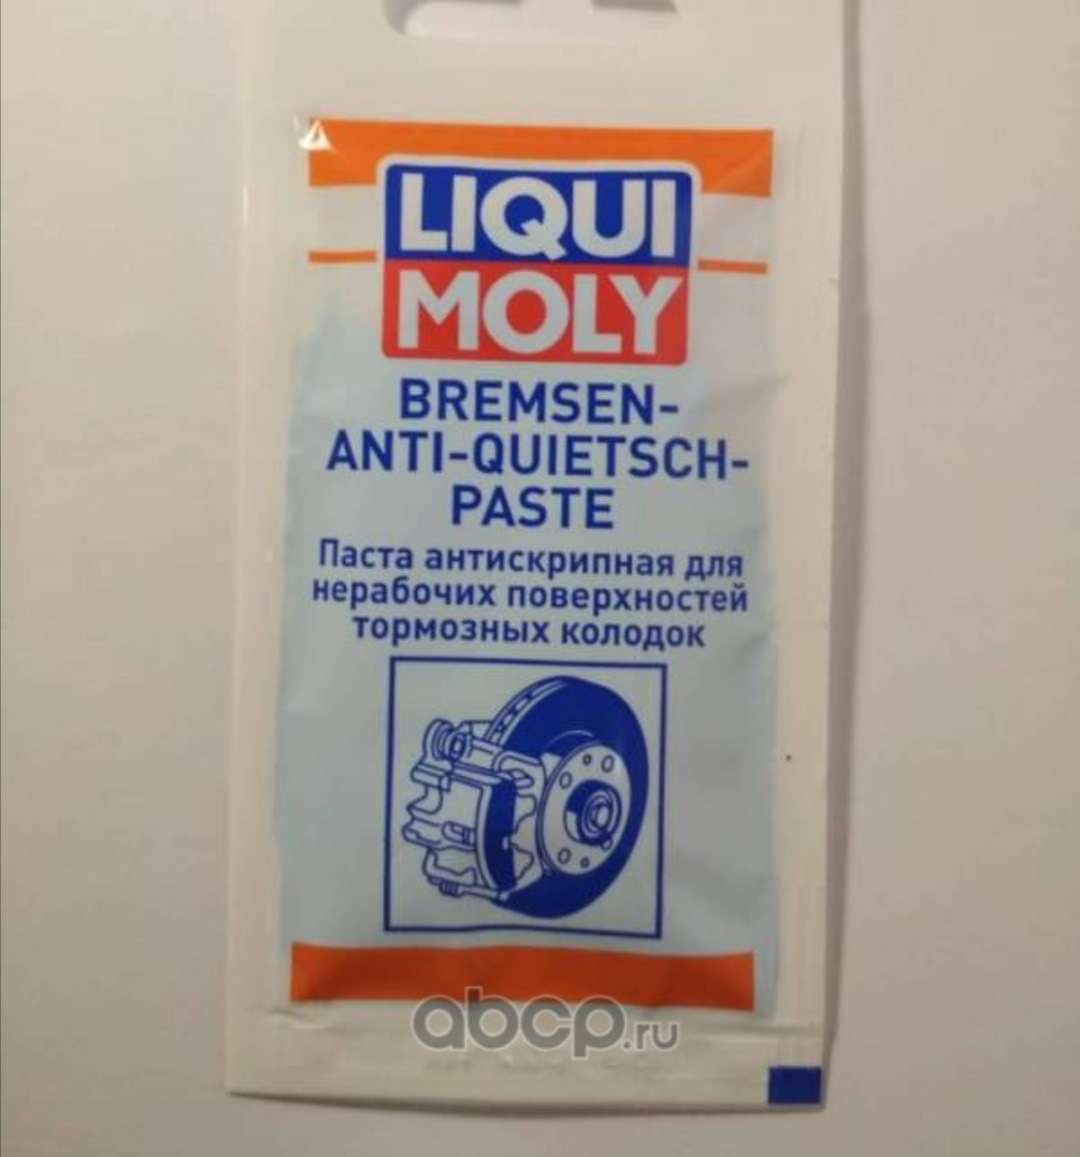 LIQUI
MOLY
BREMSEN-
ANTI-QUIETSCH-
PASTE
Паста антискрипная для
нерабочих поверхностей
тормозных колодок
abcp.ru